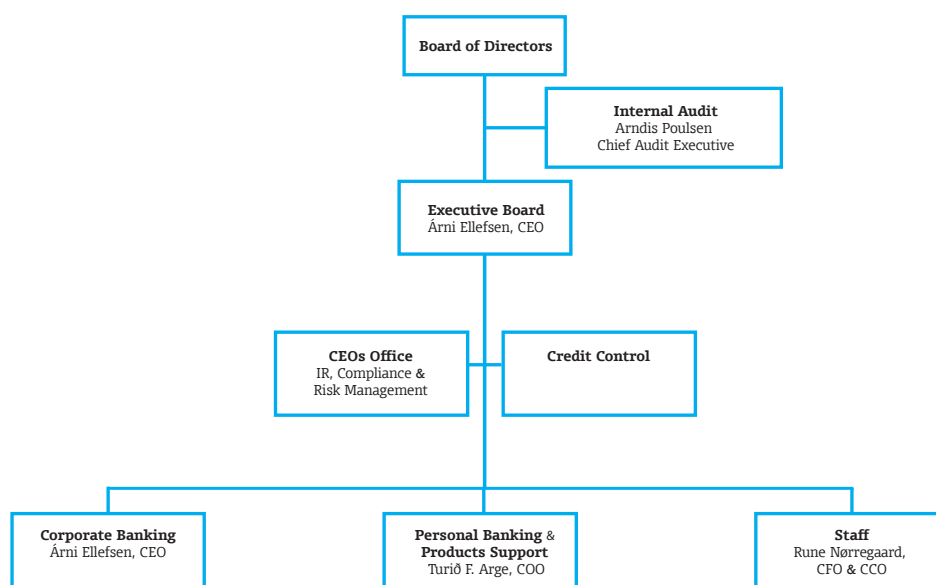 Board of Directors
Internal Audit
Arndis Poulsen
Chief Audit Executive
Executive Board
Árni Ellefsen, CEO
CEOs Office
IR, Compliance &
Risk Management
Credit Control
Corporate Banking
Árni Ellefsen, CEO
Personal Banking &
Products Support
Turið F. Arge, COO
Staff
Rune Nørregaard,
CFO & CCO